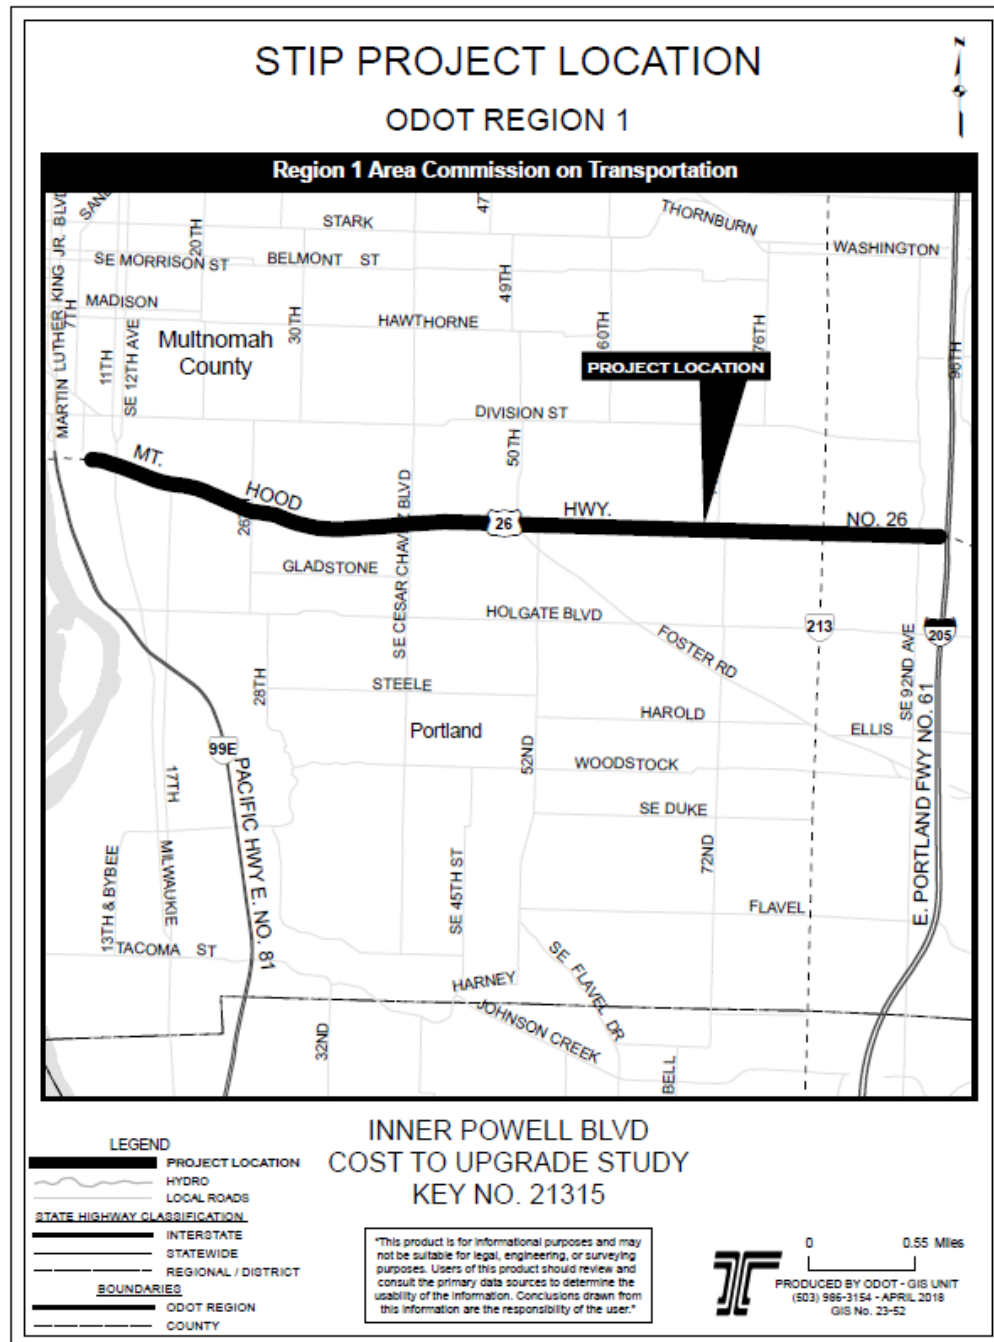 STIP PROJECT LOCATION
ODOT REGION 1
N
Region 1 Area Commission on Transportation
MARTIN LUTHER KING JR. BLVD
7TH
11TH
SE 12TH AVE
20TH
30TH
47T
49TH
50TH
60TH
76TH
96TH
STARK
THORNBURN
WASHINGTON
SE MORRISON ST
BELMONT ST
MADISON
HAWTHORNE
Multnomah
County
PROJECT LOCATION
DIVISION ST
MT.
HOOD
26
HWY.
NO. 26
26
SE CESAR CHAVEZ BLVD
GLADSTONE
HOLGATE BLVD
213
205
FOSTER RD
SE 92ND AVE
28TH
STEELE
HAROLD
ELLIS
Portland
99E
PACIFIC HWY E. NO. 81
52ND
WOODSTOCK
17TH
SE DUKE
72ND
E. PORTLAND FWY NO. 61
13TH & BYBEE
MILWAUKIE
SE 45TH ST
FLAVEL
TACOMA ST
SE FLAVEL DR
HARNEY
JOHNSON CREEK
32ND
BELL
INNER POWELL BLVD
COST TO UPGRADE STUDY
KEY NO. 21315
LEGEND
PROJECT LOCATION
HYDRO
LOCAL ROADS
STATE HIGHWAY CLASSIFICATION
INTERSTATE
STATEWIDE
REGIONAL / DISTRICT
BOUNDARIES
ODOT REGION
COUNTY
"This product is for informational purposes and may
not be suitable for legal, engineering, or surveying
purposes. Users of this product should review and
consult the primary data sources to determine the
usability of the information. Conclusions drawn from
this information are the responsibility of the user."
0 0.55 Miles
PRODUCED BY ODOT - GIS UNIT
(503) 986-3154 - APRIL 2018
GIS No. 23-52